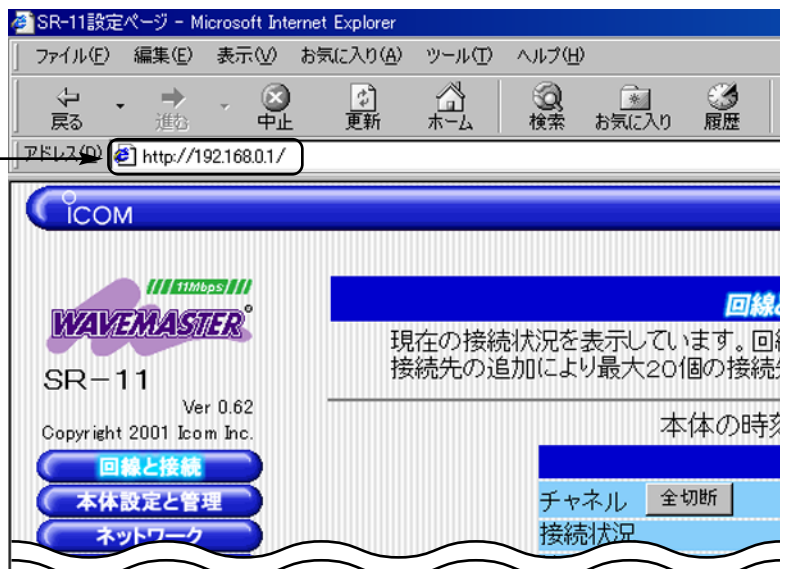 SR-11設定ページ - Microsoft Internet Explorer
ファイル(F) 編集(E) 表示(V) お気に入り(A) ツール(T) ヘルプ(H)
戻る 進む 中止 更新 ホーム 検索 お気に入り 履歴
アドレス(D) http://192.168.0.1/
ICOM
11Mbps
WAVEMASTER®
SR-11
Ver 0.62
Copyright 2001 Icom Inc.
回線と接続
本体設定と管理
ネットワーク
回線
現在の接続状況を表示しています。回
接続先の追加により最大20個の接続
本体の時
チャネル 全切断
接続状況